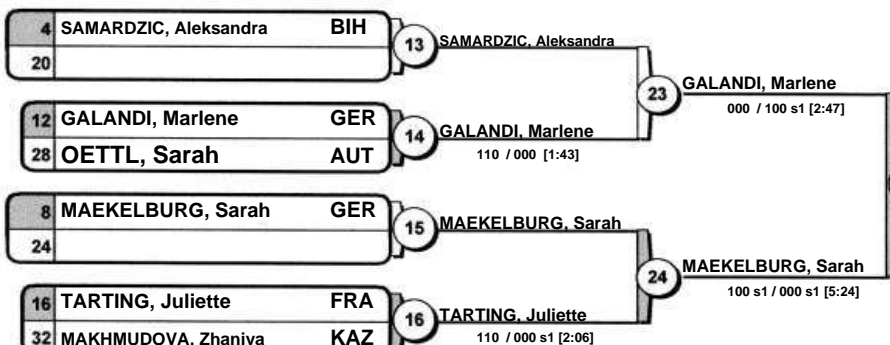 4 SAMARDZIC, Aleksandra BIH
20
13 SAMARDZIC, Aleksandra
12 GALANDI, Marlene GER
28 OETTL, Sarah AUT
14 GALANDI, Marlene
110 / 000 [1:43]
23 GALANDI, Marlene
000 / 100 s1 [2:47]
8 MAEKELBURG, Sarah GER
24
15 MAEKELBURG, Sarah
16 TARTING, Juliette FRA
32 MAKHMUDOVA, Zhaniya KAZ
16 TARTING, Juliette
110 / 000 s1 [2:06]
24 MAEKELBURG, Sarah
100 s1 / 000 s1 [5:24]